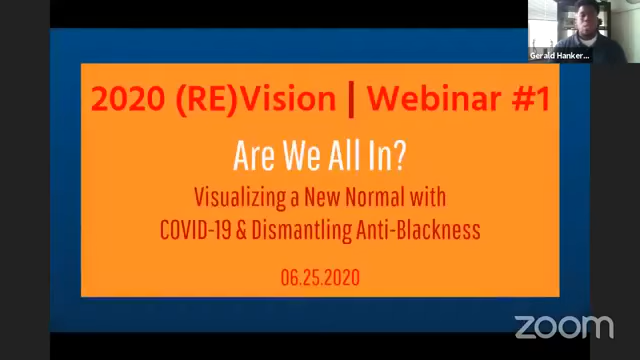 Gerald Hanker...
2020 (RE)Vision | Webinar #1
Are We All In?
Visualizing a New Normal with
COVID-19 & Dismantling Anti-Blackness
06.25.2020
zoom